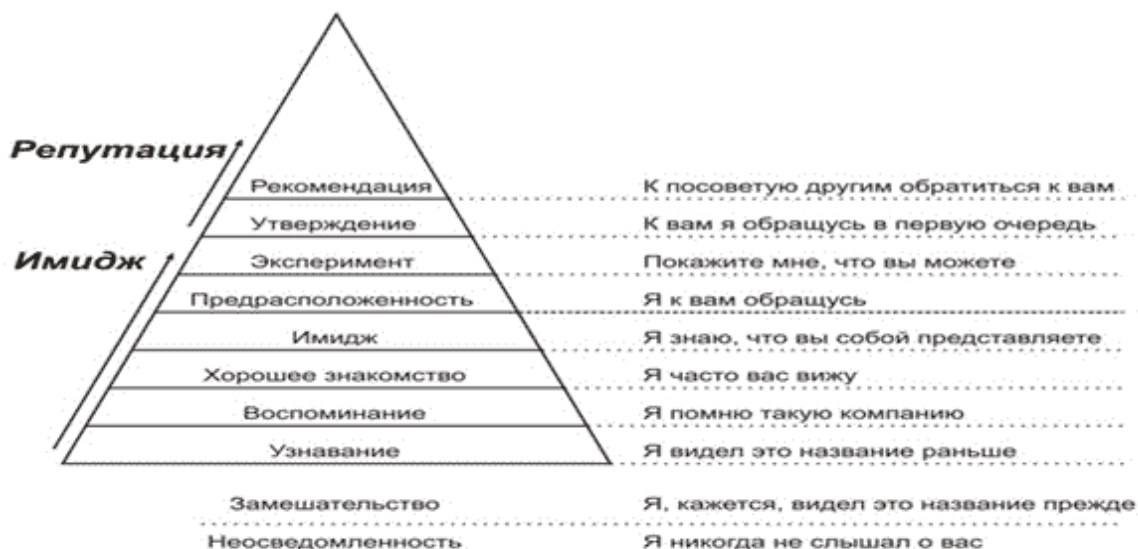 Репутация
Рекомендация К посоветую другим обратиться к вам
Утверждение К вам я обращусь в первую очередь
Имидж
Эксперимент Покажите мне, что вы можете
Предрасположенность Я к вам обращусь
Имидж Я знаю, что вы собой представляете
Хорошее знакомство Я часто вас вижу
Воспоминание Я помню такую компанию
Узнавание Я видел это название раньше
Замешательство Я, кажется, видел это название прежде
Неосведомленность Я никогда не слышал о вас